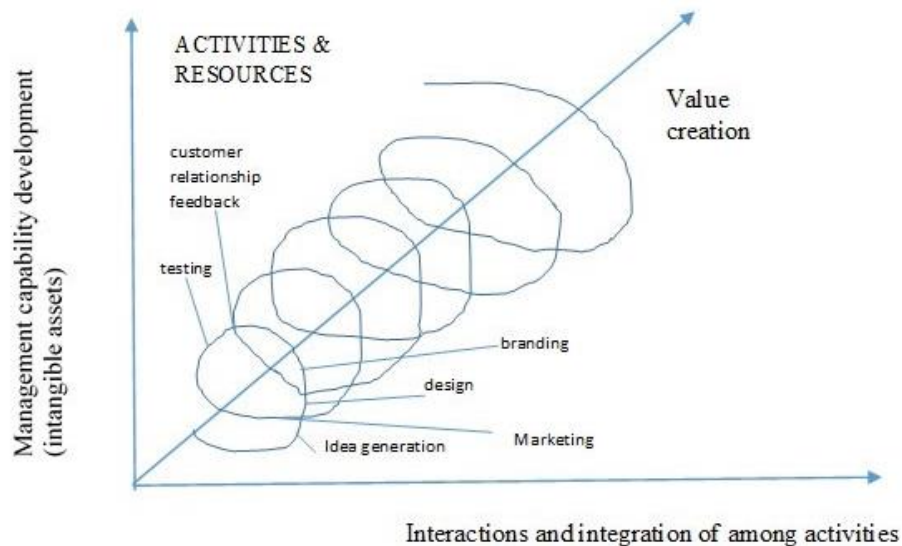 Management capability development
(intangible assets)
ACTIVITIES &
RESOURCES
Value
creation
customer
relationship
feedback
testing
branding
design
Marketing
Idea generation
Interactions and integration of among activities